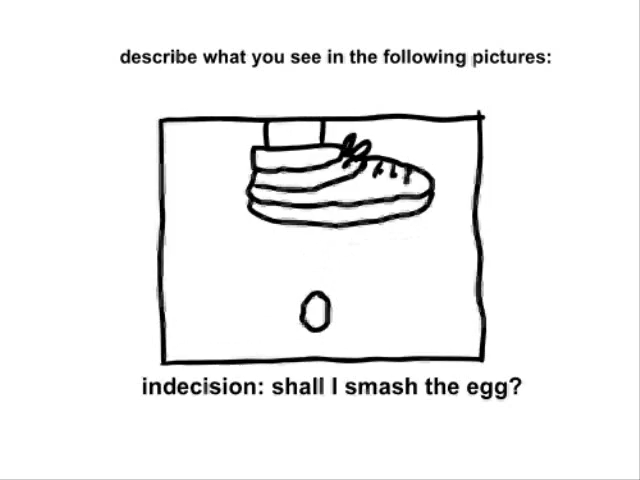 describe what you see in the following pictures:
indecision: shall I smash the egg?